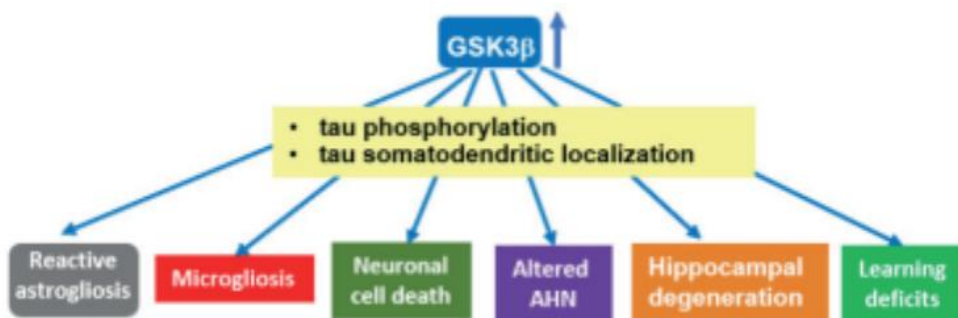 GSK3β
• tau phosphorylation
• tau somatodendritic localization
Reactive
astrogliosis
Microgliosis
Neuronal
cell death
Altered
AHN
Hippocampal
degeneration
Learning
deficits